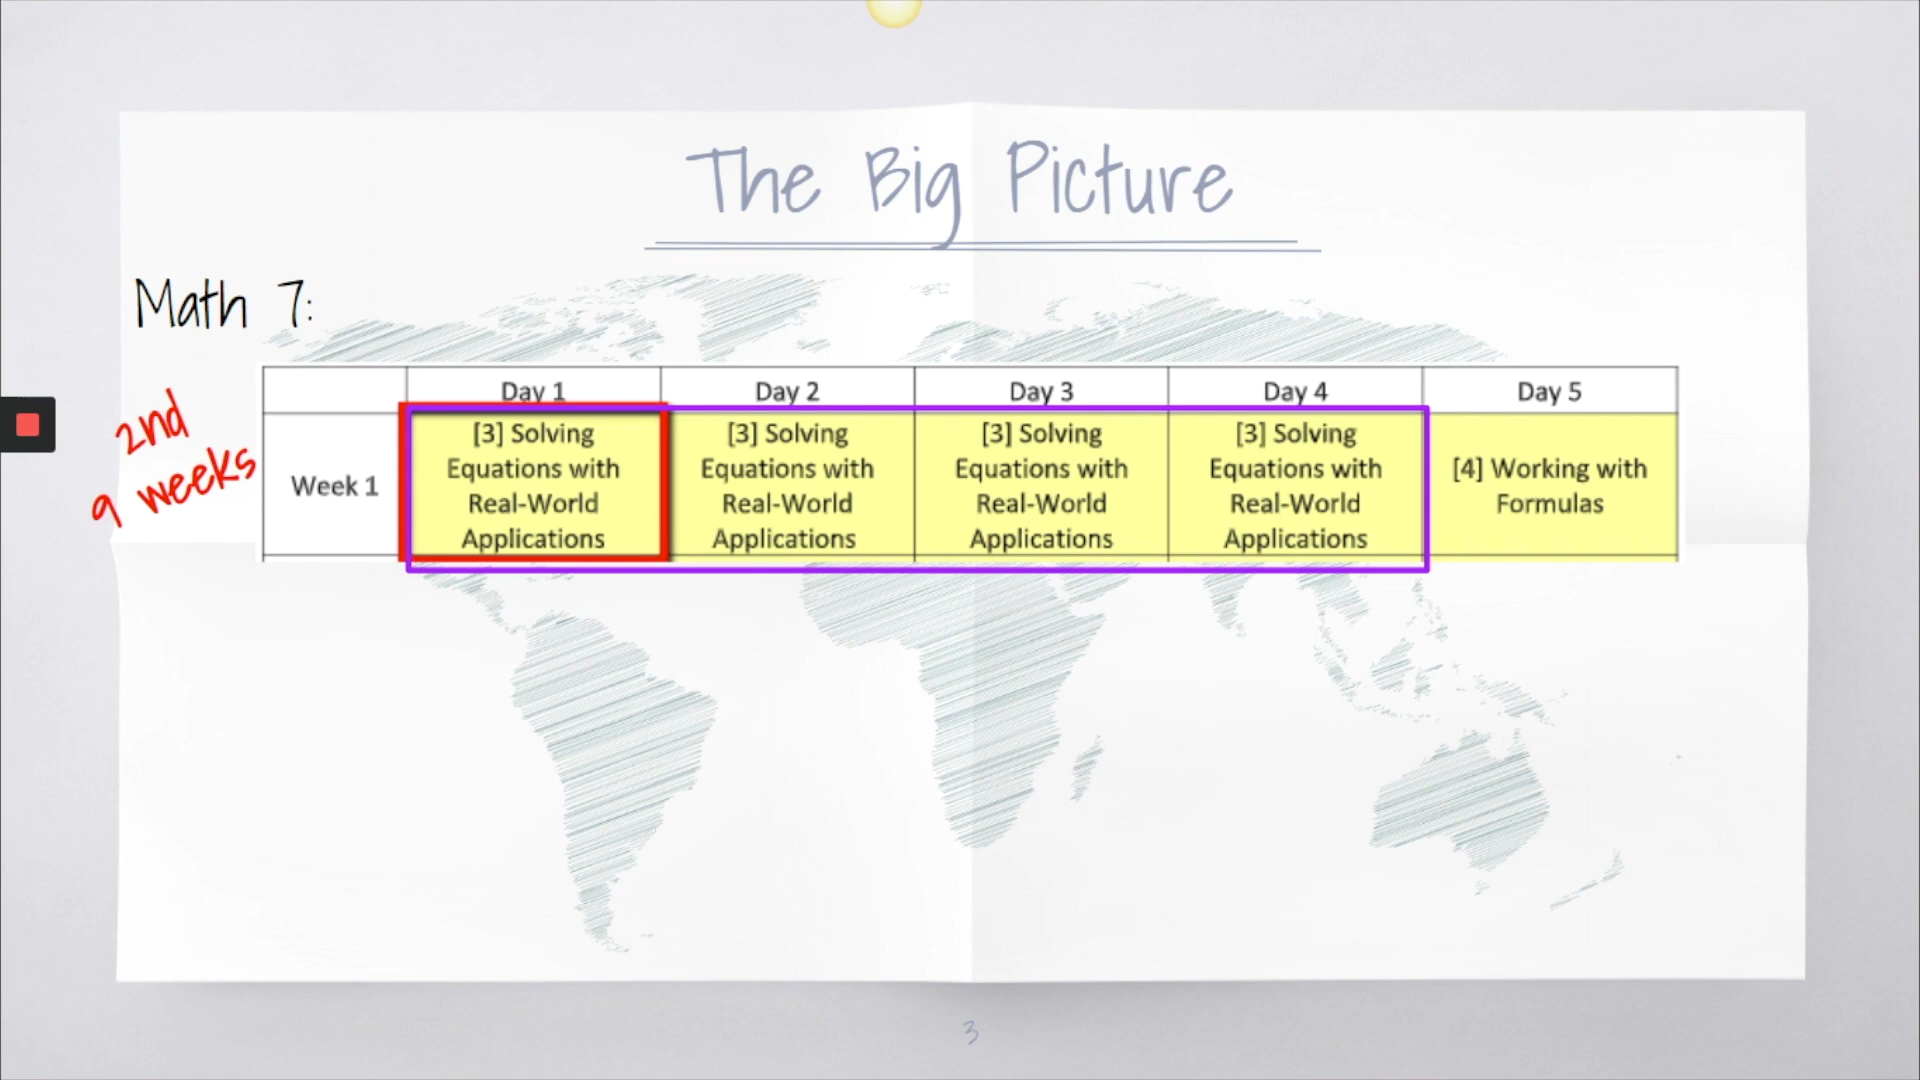 The Big Picture
Math 7:
2nd
9 weeks
Day 1 Day 2 Day 3 Day 4 Day 5
Week 1
[3] Solving
Equations with
Real-World
Applications
[3] Solving
Equations with
Real-World
Applications
[3] Solving
Equations with
Real-World
Applications
[3] Solving
Equations with
Real-World
Applications
[4] Working with
Formulas
3